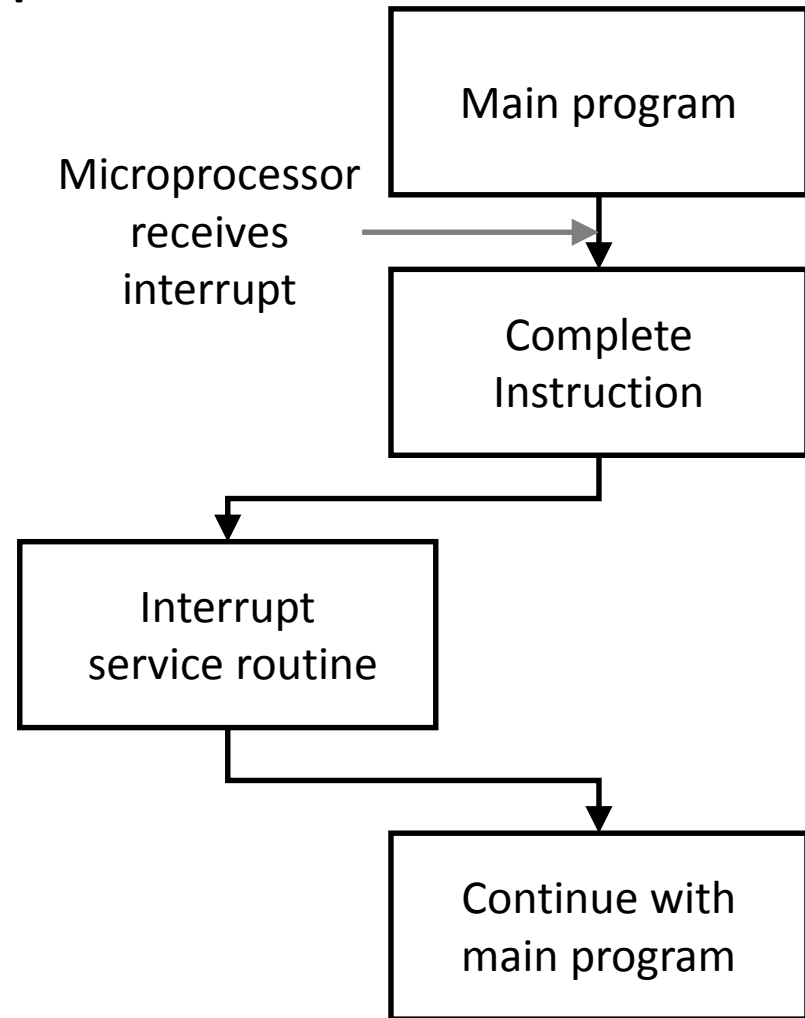 Main program
Microprocessor
receives
interrupt
Complete
Instruction
Interrupt
service routine
Continue with
main program